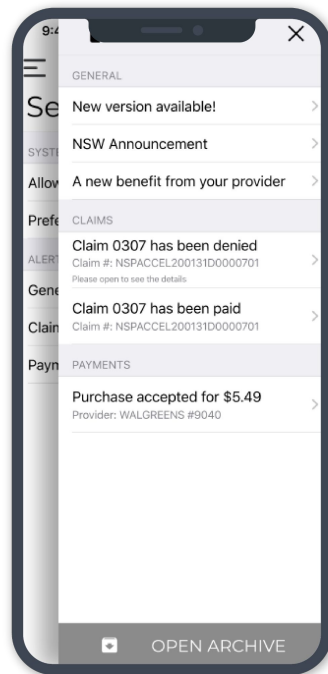 9:4
GENERAL
New version available!
NSW Announcement
A new benefit from your provider
CLAIMS
Claim 0307 has been denied
Claim #: NSPACCEL200131D0000701
Please open to see the details
Claim 0307 has been paid
Claim #: NSPACCEL200131D0000701
PAYMENTS
Purchase accepted for $5.49
Provider: WALGREENS #9040
OPEN ARCHIVE
Se
SYSTE
Allow
Prefe
ALERT
Gene
Clain
Paym